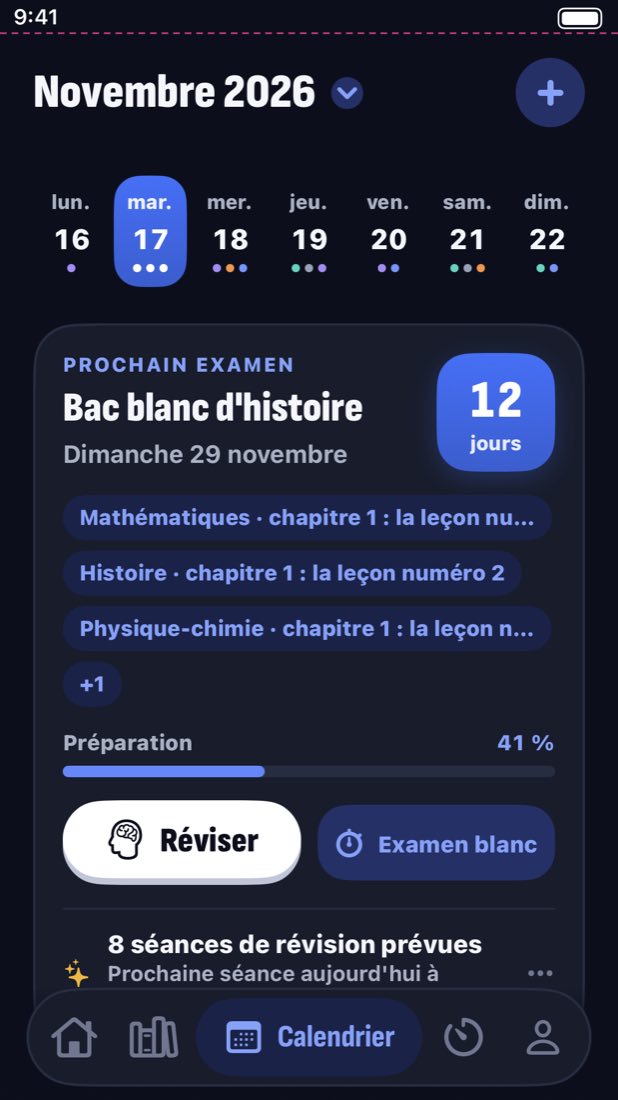 9:41
Novembre 2026
lun. mar. mer. jeu. ven. sam. dim.
16 17 18 19 20 21 22
PROCHAIN EXAMEN
Bac blanc d'histoire
Dimanche 29 novembre
12
jours
Mathématiques · chapitre 1 : la leçon nu...
Histoire · chapitre 1 : la leçon numéro 2
Physique-chimie · chapitre 1 : la leçon n...
+1
Préparation 41 %
Réviser
Examen blanc
8 séances de révision prévues
Prochaine séance aujourd'hui à
Calendrier